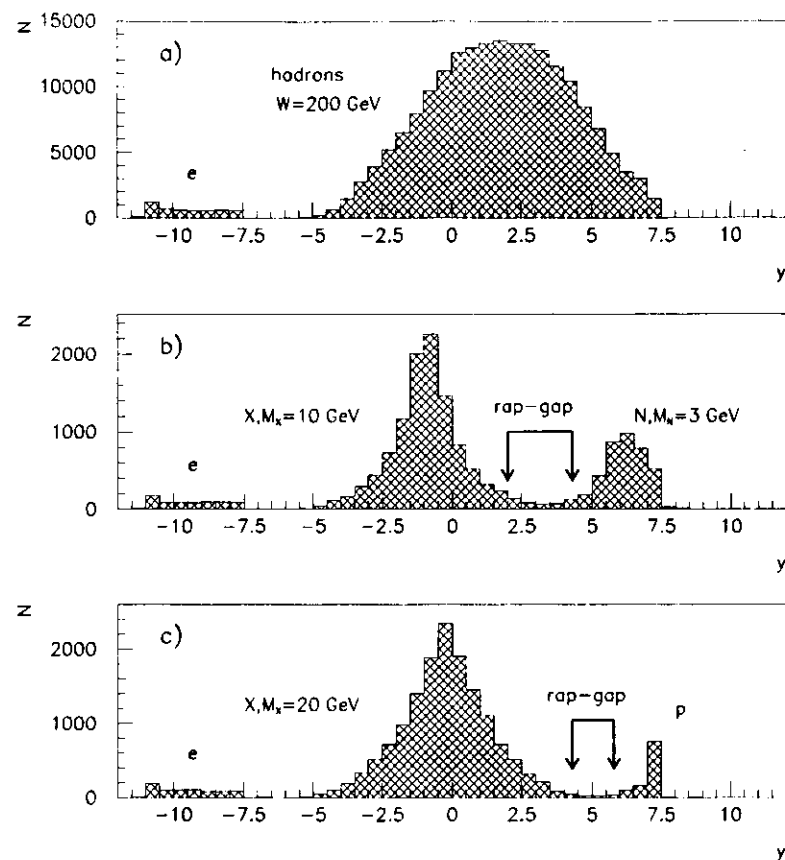 N
15000
10000
5000
0
a)
hadrons
W=200 GeV
e
-10 -7.5 -5 -2.5 0 2.5 5 7.5 10
y
N
2000
1000
0
b)
X,Mx=10 GeV
rap-gap
N,MN=3 GeV
e
-10 -7.5 -5 -2.5 0 2.5 5 7.5 10
y
N
2000
1000
0
c)
X,Mx=20 GeV
rap-gap
p
e
-10 -7.5 -5 -2.5 0 2.5 5 7.5 10
y